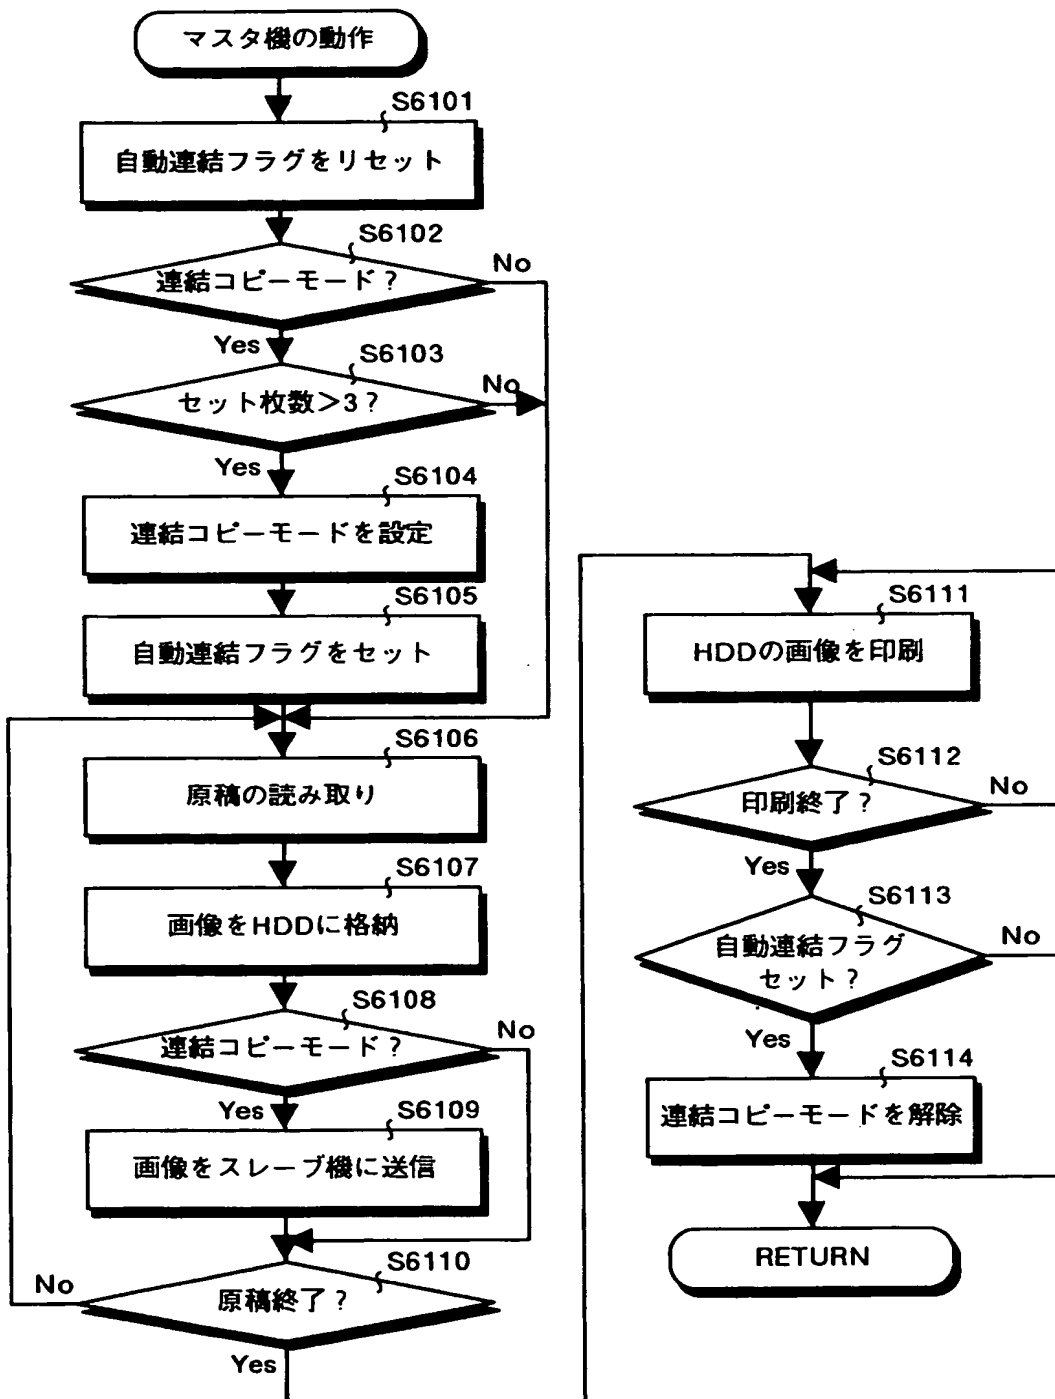 マスタ機の動作
S6101
自動連結フラグをリセット
S6102
連結コピーモード？
No
Yes
S6103
セット枚数＞3？
No
Yes
S6104
連結コピーモードを設定
S6105
自動連結フラグをセット
S6106
原稿の読み取り
S6107
画像をHDDに格納
S6108
連結コピーモード？
No
Yes
S6109
画像をスレーブ機に送信
S6110
原稿終了？
No
Yes
S6111
HDDの画像を印刷
S6112
印刷終了？
No
Yes
S6113
自動連結フラグ
セット？
No
Yes
S6114
連結コピーモードを解除
RETURN